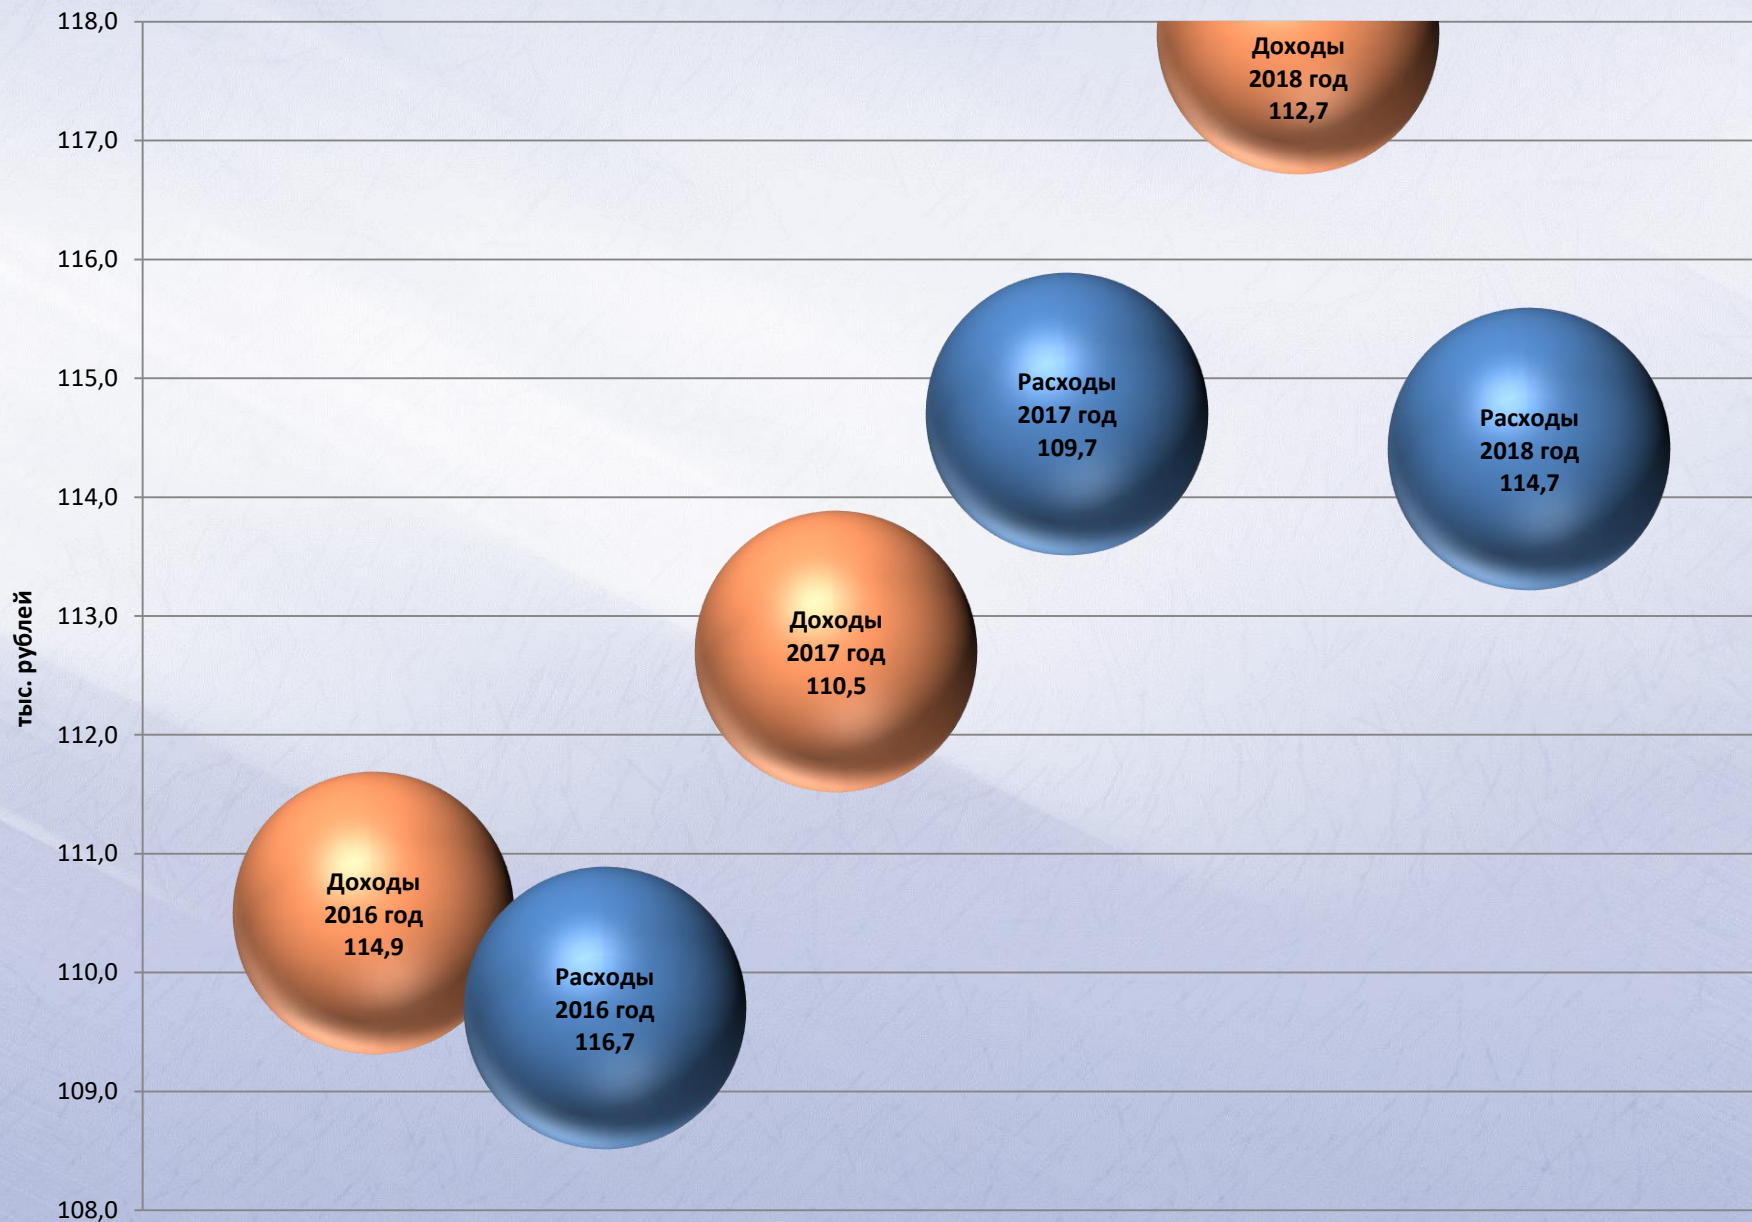 118,0
117,0
116,0
115,0
114,0
113,0
112,0
111,0
110,0
109,0
108,0
тыс. рублей
Доходы
2016 год
114,9
Расходы
2016 год
116,7
Доходы
2017 год
110,5
Расходы
2017 год
109,7
Доходы
2018 год
112,7
Расходы
2018 год
114,7